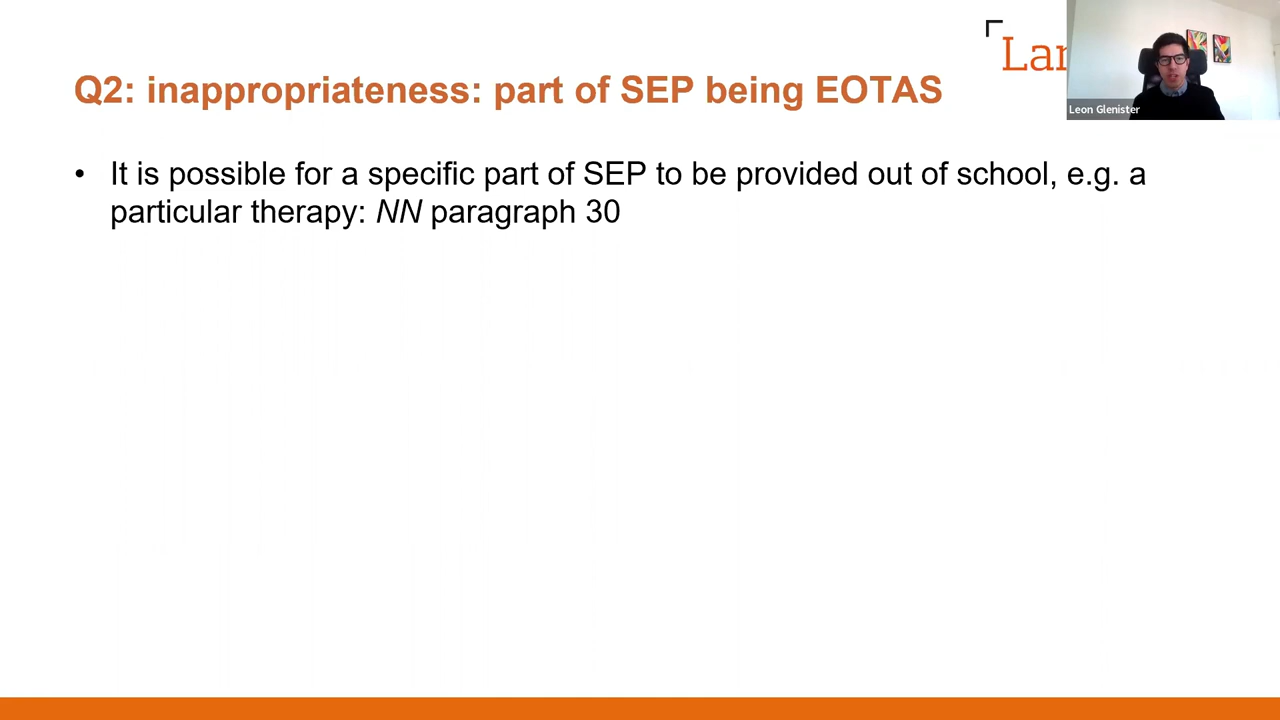 Q2: inappropriateness: part of SEP being EOTAS
Lan
Leon Glenister
• It is possible for a specific part of SEP to be provided out of school, e.g. a
particular therapy: NN paragraph 30